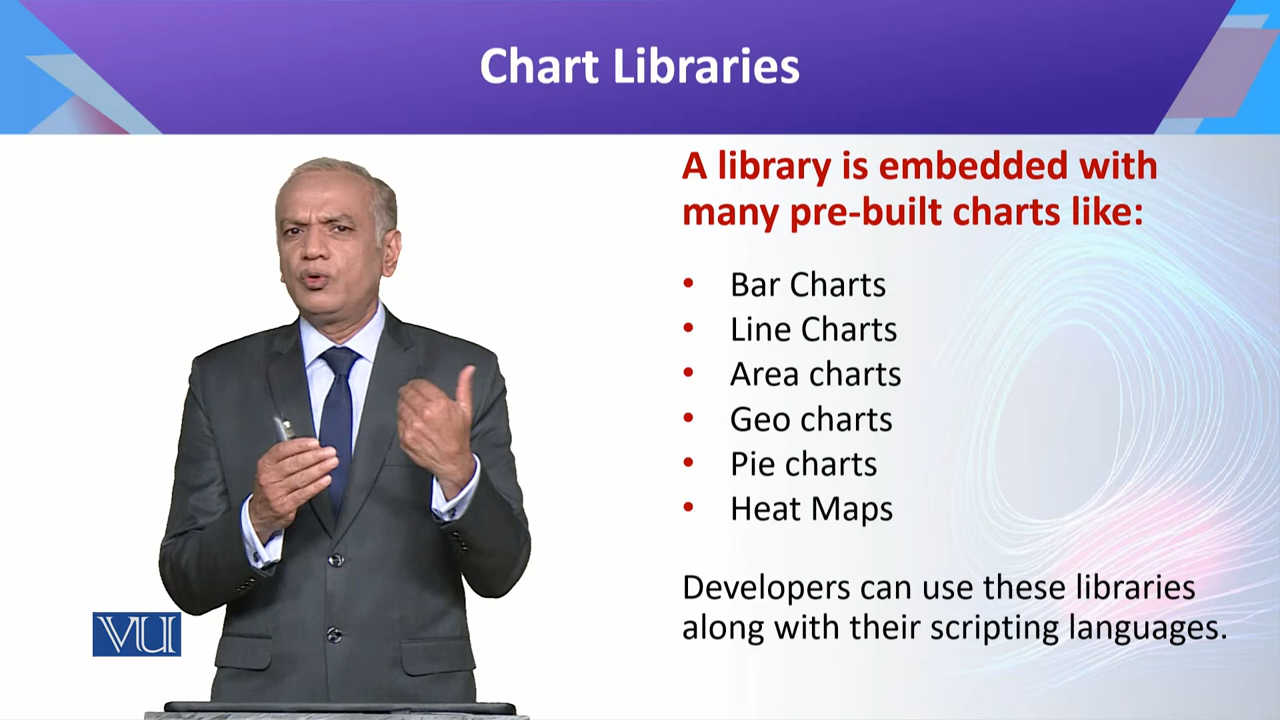 Chart Libraries
A library is embedded with
many pre-built charts like:
• Bar Charts
• Line Charts
• Area charts
• Geo charts
• Pie charts
• Heat Maps
Developers can use these libraries
along with their scripting languages.
VU